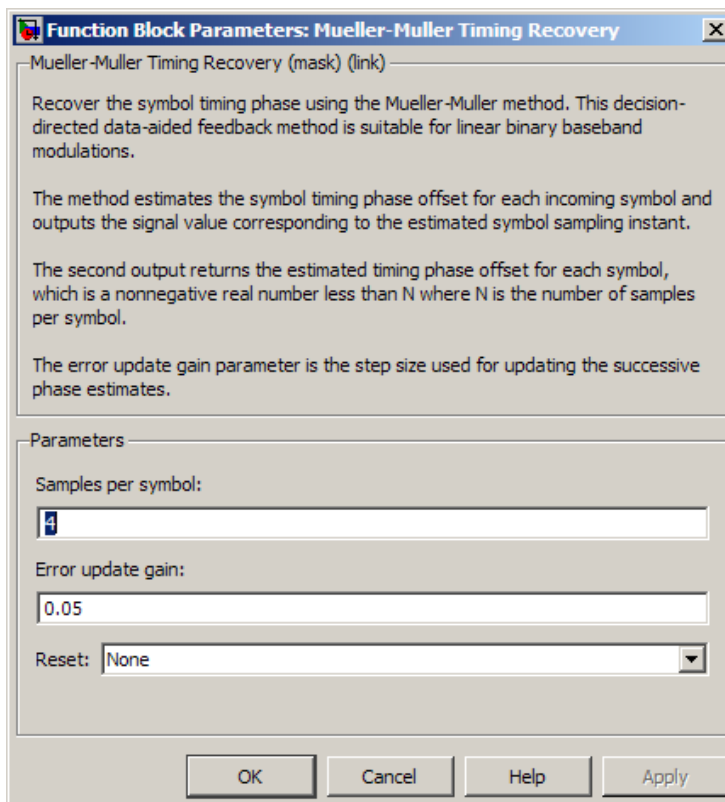 Function Block Parameters: Mueller-Muller Timing Recovery
Mueller-Muller Timing Recovery (mask) (link)
Recover the symbol timing phase using the Mueller-Muller method. This decision-
directed data-aided feedback method is suitable for linear binary baseband
modulations.
The method estimates the symbol timing phase offset for each incoming symbol and
outputs the signal value corresponding to the estimated symbol sampling instant.
The second output returns the estimated timing phase offset for each symbol,
which is a nonnegative real number less than N where N is the number of samples
per symbol.
The error update gain parameter is the step size used for updating the successive
phase estimates.
Parameters
Samples per symbol:
4
Error update gain:
0.05
Reset: None
OK Cancel Help Apply